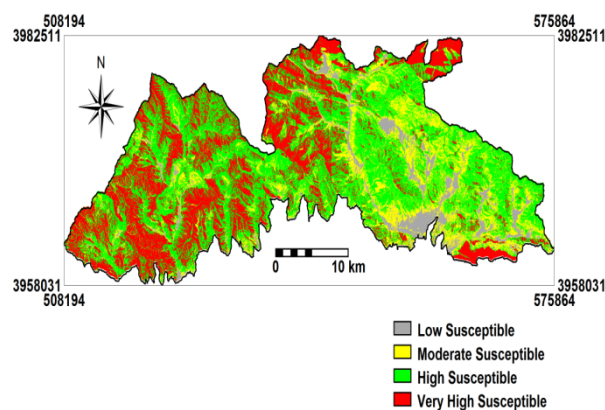 508194 575864
3982511 3982511
N
0 10 km
3958031 3958031
508194 575864
Low Susceptible
Moderate Susceptible
High Susceptible
Very High Susceptible